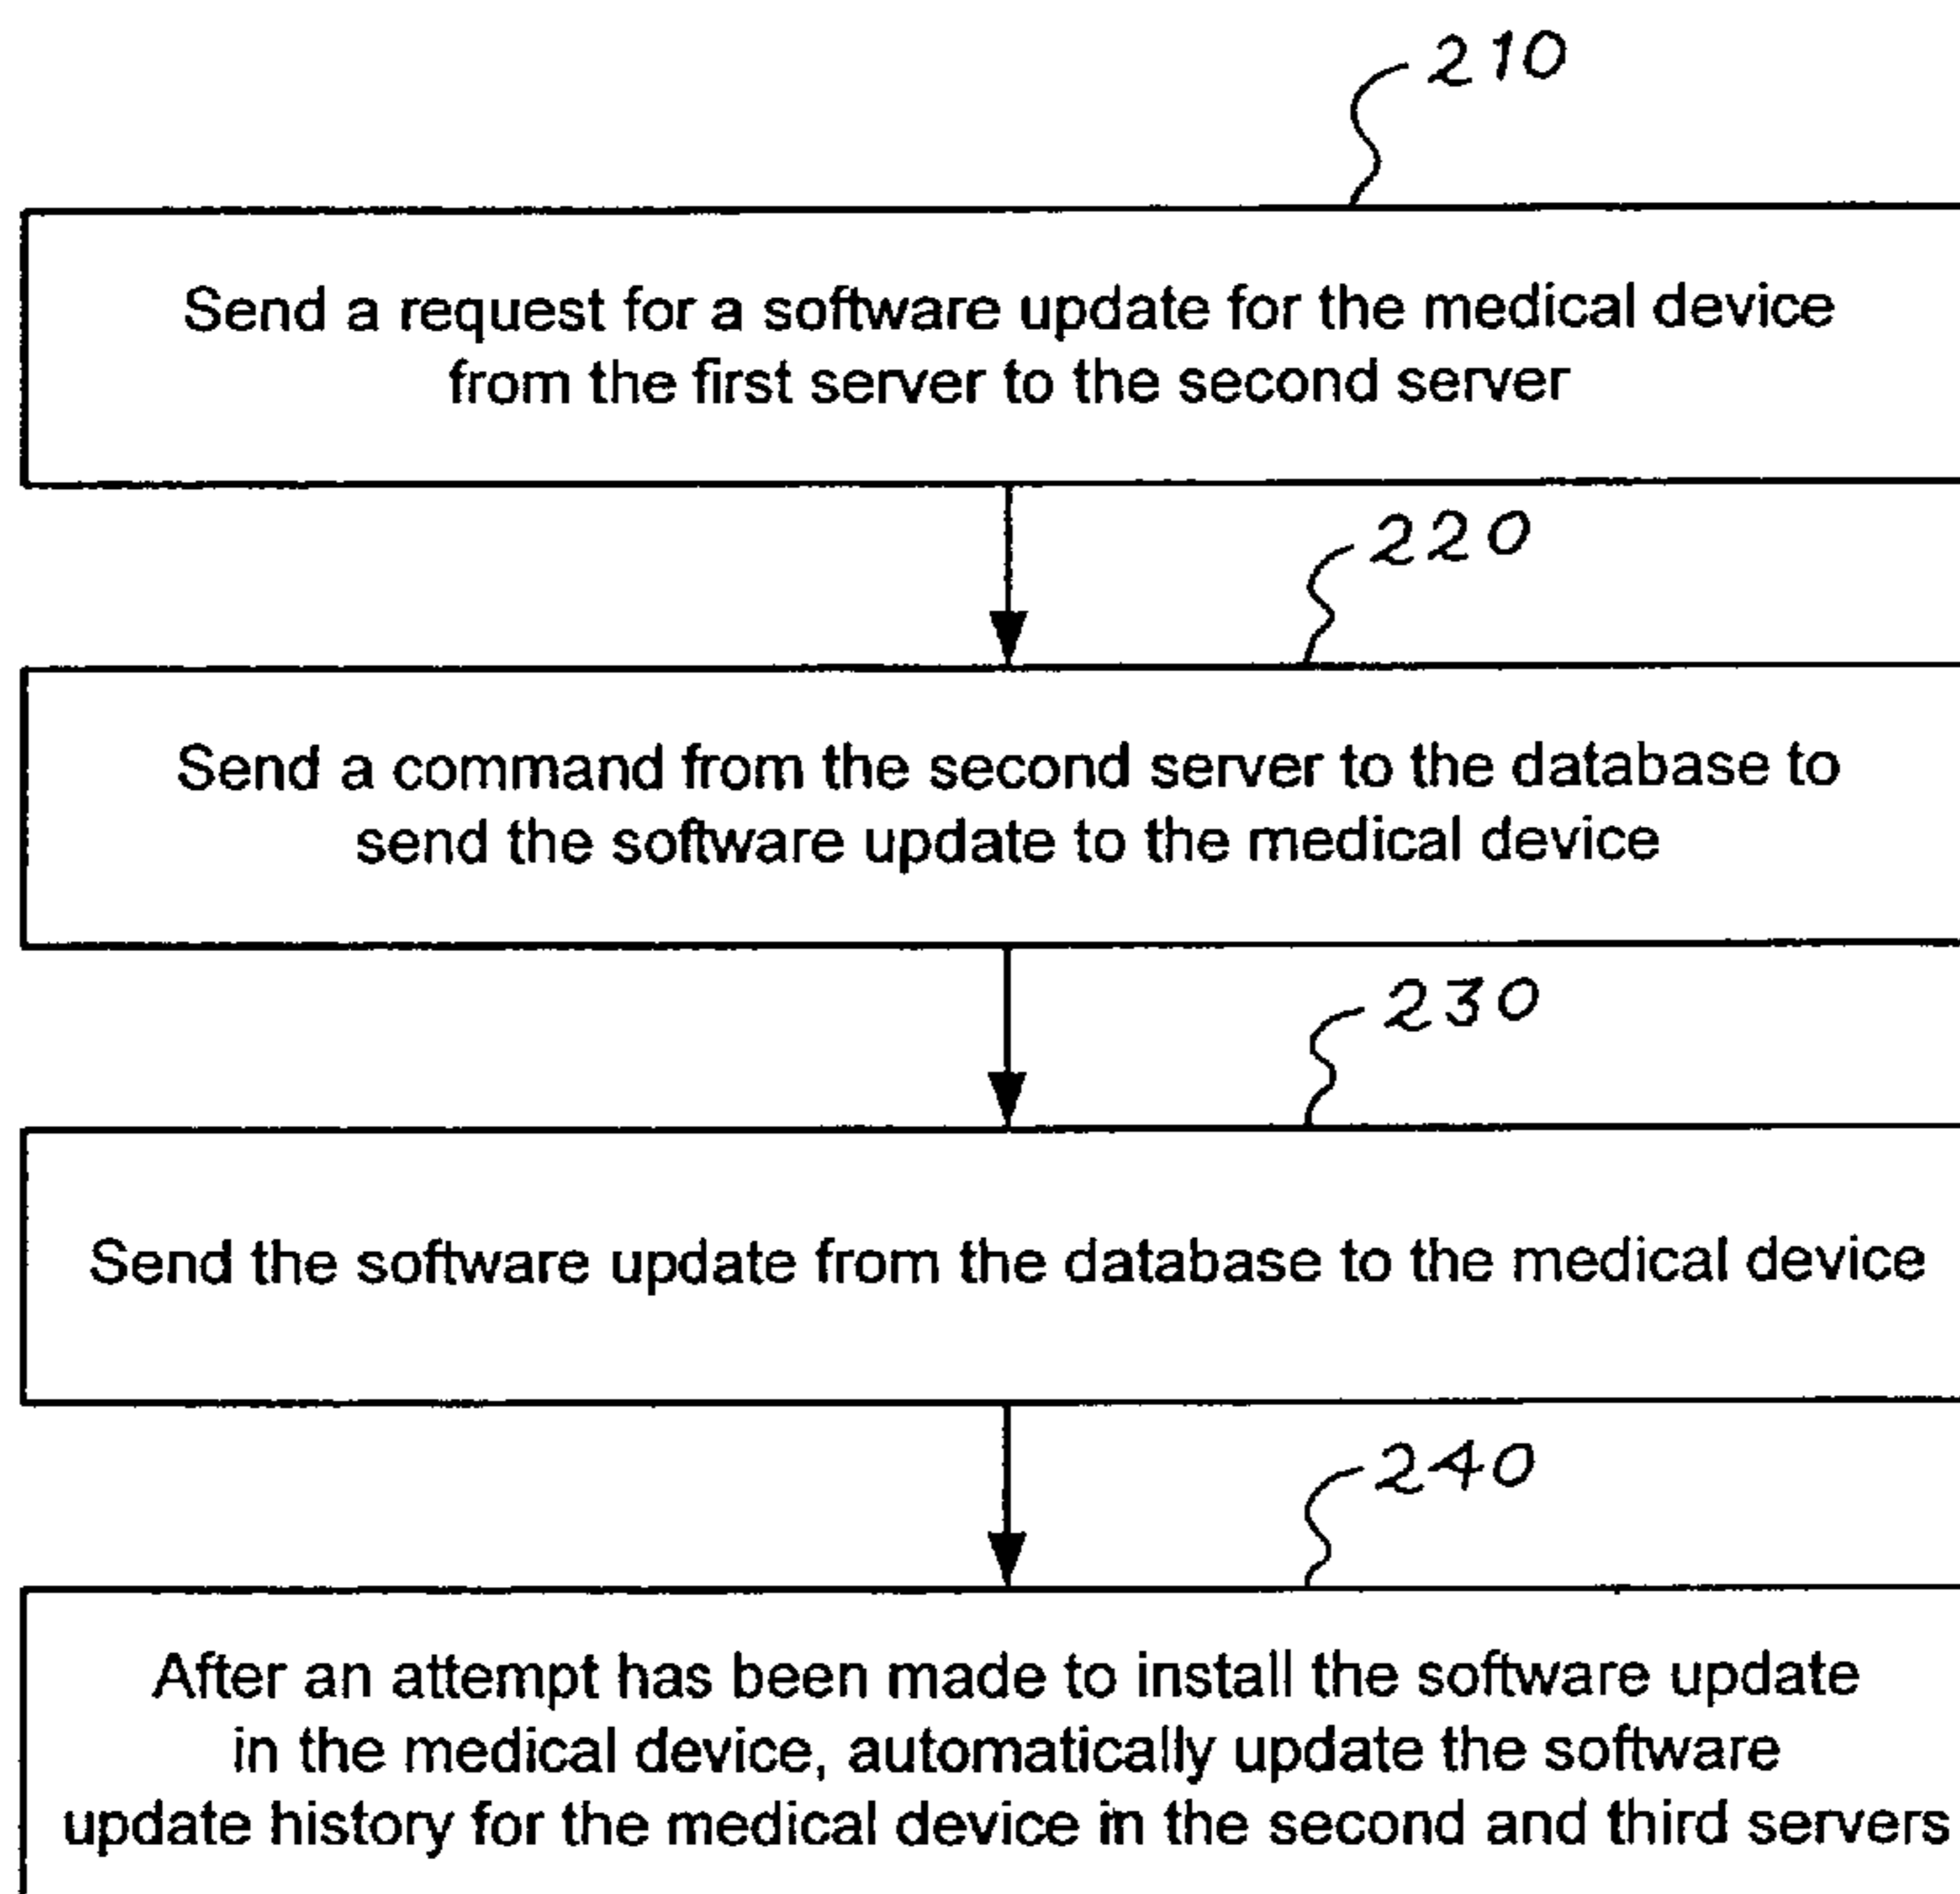 210
Send a request for a software update for the medical device
from the first server to the second server
220
Send a command from the second server to the database to
send the software update to the medical device
230
Send the software update from the database to the medical device
240
After an attempt has been made to install the software update
in the medical device, automatically update the software
update history for the medical device in the second and third servers